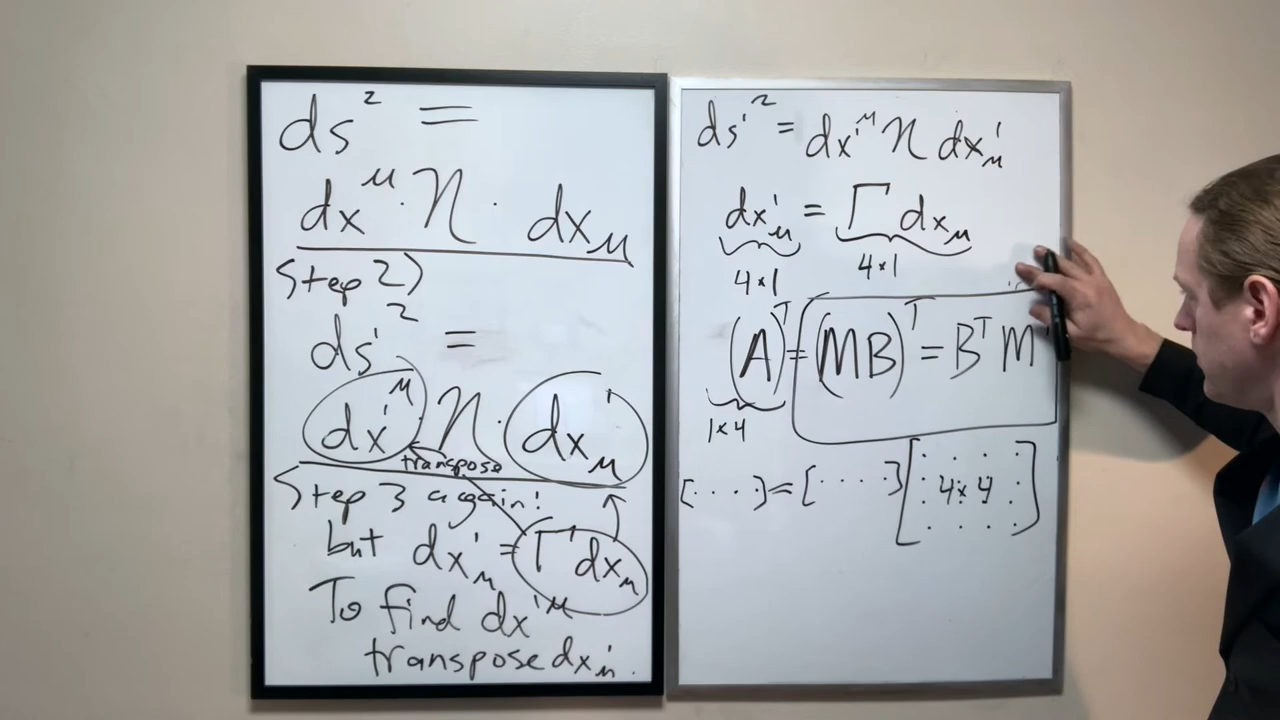 ds² =
dx^μ · η · dx_μ
Step 2)
ds'² =
dx'^μ η · dx'_μ
transpose
Step 3 again!
but dx'_μ = Γ dx_μ
To find dx'^μ
transpose dx'_μ.
ds'² = dx'^μ η dx'_μ
dx'_μ = Γ dx_μ
4×1 4×1
(A)^T = (MB)^T = B^T M
1×4
[· · · ·] = [· · · ·] [4×4]